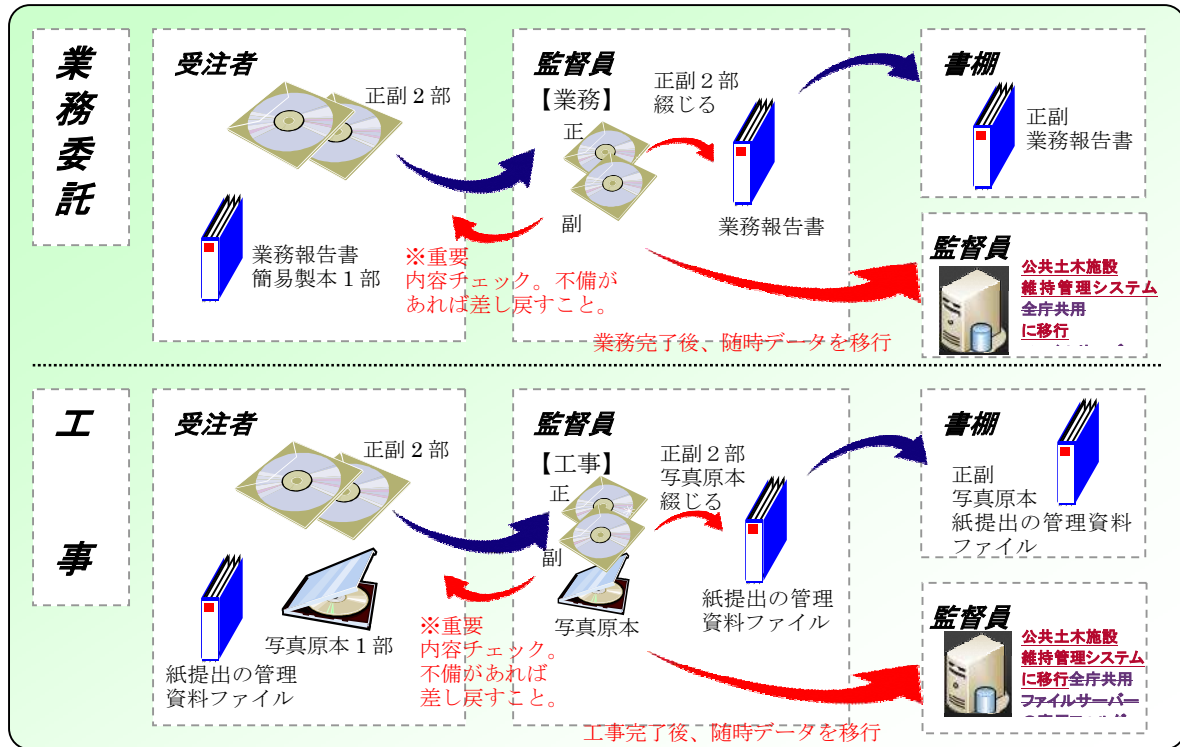 業務委託
受注者
正副２部
業務報告書
簡易製本１部
※重要
内容チェック。不備が
あれば差し戻すこと。
監督員
【業務】
正
副
正副２部
綴じる
業務報告書
業務完了後、随時データを移行
書棚
正副
業務報告書
監督員
公共土木施設
維持管理システム
全庁共用
に移行
工事
受注者
正副２部
写真原本１部
紙提出の管理
資料ファイル
※重要
内容チェック。
不備があれば
差し戻すこと。
監督員
【工事】
正
副
写真原本
正副２部
写真原本
綴じる
紙提出の管理
資料ファイル
工事完了後、随時データを移行
書棚
正副
写真原本
紙提出の管理資料
ファイル
監督員
公共土木施設
維持管理システム
に移行全庁共用
ファイルサーバー